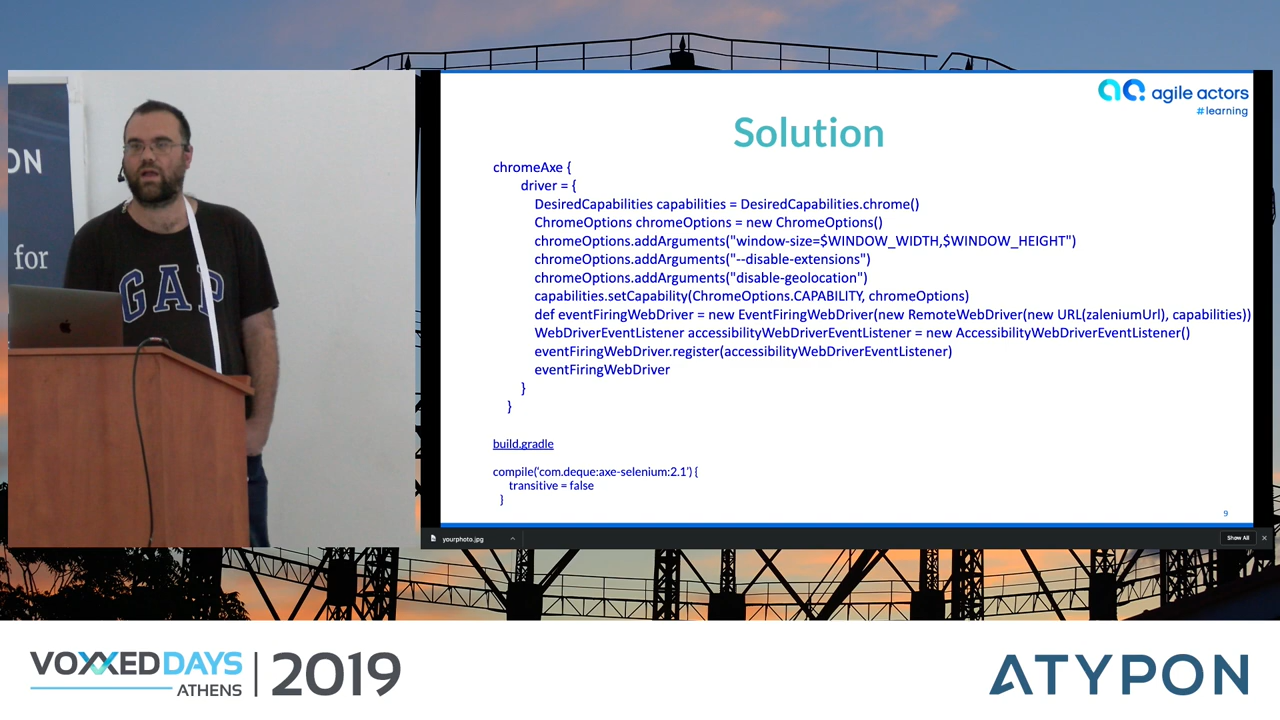 ON
for
GAP
agile actors
#learning
Solution
chromeAxe {
driver = {
DesiredCapabilities capabilities = DesiredCapabilities.chrome()
ChromeOptions chromeOptions = new ChromeOptions()
chromeOptions.addArguments("window-size=$WINDOW_WIDTH,$WINDOW_HEIGHT")
chromeOptions.addArguments("--disable-extensions")
chromeOptions.addArguments("disable-geolocation")
capabilities.setCapability(ChromeOptions.CAPABILITY, chromeOptions)
def eventFiringWebDriver = new EventFiringWebDriver(new RemoteWebDriver(new URL(zaleniumUrl), capabilities))
WebDriverEventListener accessibilityWebDriverEventListener = new AccessibilityWebDriverEventListener()
eventFiringWebDriver.register(accessibilityWebDriverEventListener)
eventFiringWebDriver
}
}
build.gradle
compile('com.deque:axe-selenium:2.1') {
transitive = false
}
9
yourphoto.jpg
Show All
VOXXED DAYS
ATHENS
2019
ATYPON